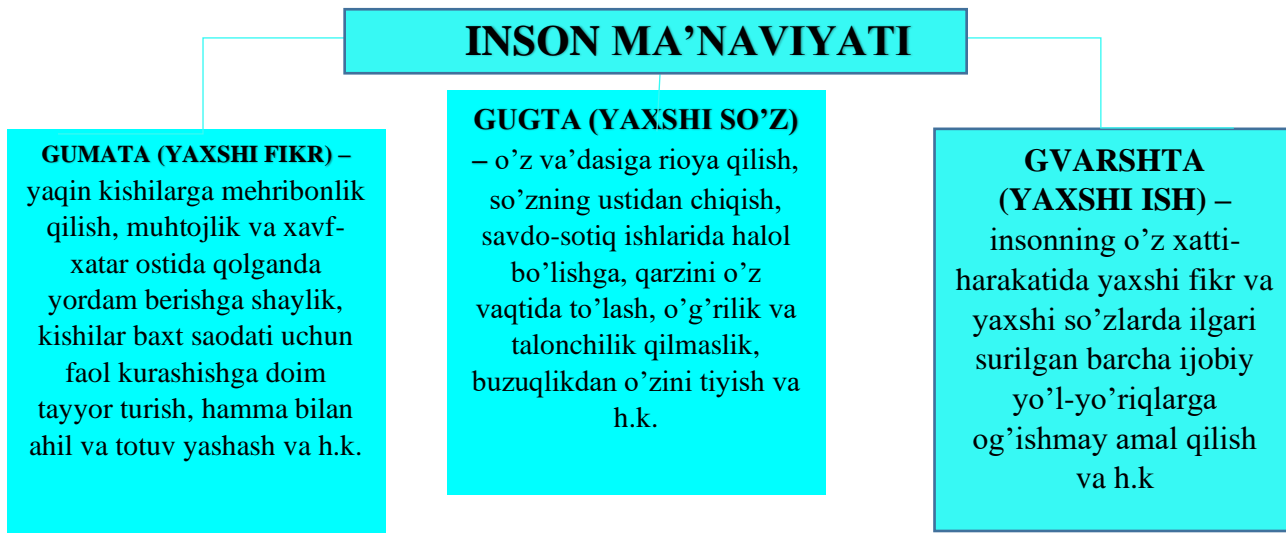 INSON MA’NAVIYATI
GUMATA (YAXSHI FIKR) –
yaqin kishilarga mehribonlik
qilish, muhtojlik va xavf-
xatar ostida qolganda
yordam berishga shaylik,
kishilar baxt saodati uchun
faol kurashishga doim
tayyor turish, hamma bilan
ahil va totuv yashash va h.k.
GUGTA (YAXSHI SO’Z)
– o’z va’dasiga rioya qilish,
so’zning ustidan chiqish,
savdo-sotiq ishlarida halol
bo’lishga, qarzini o’z
vaqtida to’lash, o’g’rilik va
talonchilik qilmaslik,
buzuqlikdan o’zini tiyish va
h.k.
GVARSHTA
(YAXSHI ISH) –
insonning o’z xatti-
harakatida yaxshi fikr va
yaxshi so’zlarda ilgari
surilgan barcha ijobiy
yo’l-yo’riqlarga
og’ishmay amal qilish
va h.k